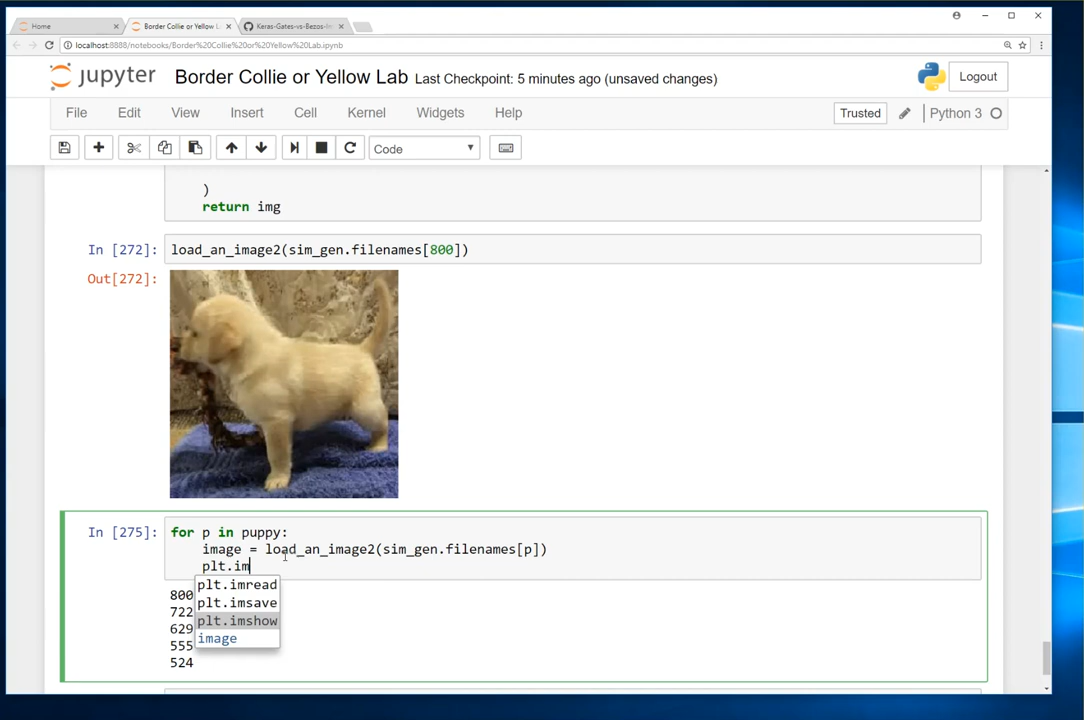 Home
Border Collie or Yellow L
Keras-Gates-vs-Bezos-Im
localhost:8888/notebooks/Border%20Collie%20or%20Yellow%20Lab.ipynb
jupyter Border Collie or Yellow Lab Last Checkpoint: 5 minutes ago (unsaved changes)
Logout
File Edit View Insert Cell Kernel Widgets Help
Trusted Python 3
Code
)
return img
In [272]: load_an_image2(sim_gen.filenames[800])
Out[272]:
In [275]: for p in puppy:
image = load_an_image2(sim_gen.filenames[p])
plt.im
plt.imread
plt.imsave
plt.imshow
image
800
722
629
555
524